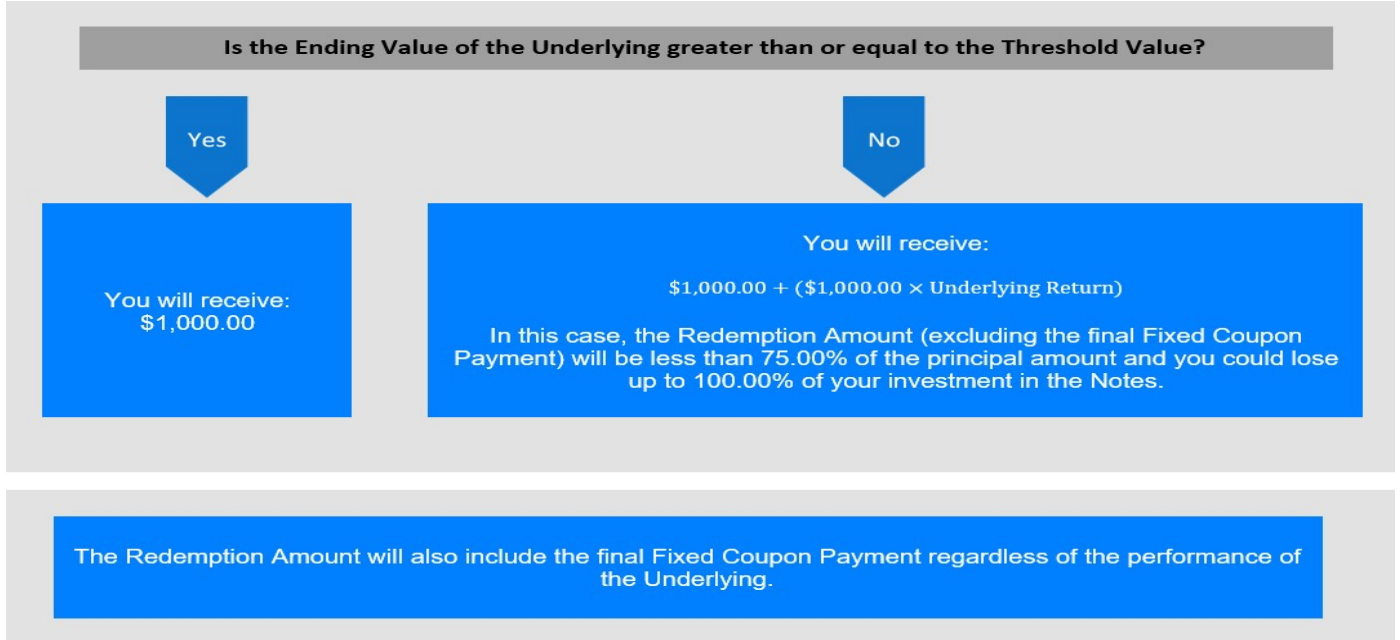 Is the Ending Value of the Underlying greater than or equal to the Threshold Value?
Yes
No
You will receive:
$1,000.00
You will receive:
$1,000.00 + ($1,000.00 × Underlying Return)
In this case, the Redemption Amount (excluding the final Fixed Coupon
Payment) will be less than 75.00% of the principal amount and you could lose
up to 100.00% of your investment in the Notes.
The Redemption Amount will also include the final Fixed Coupon Payment regardless of the performance of
the Underlying.